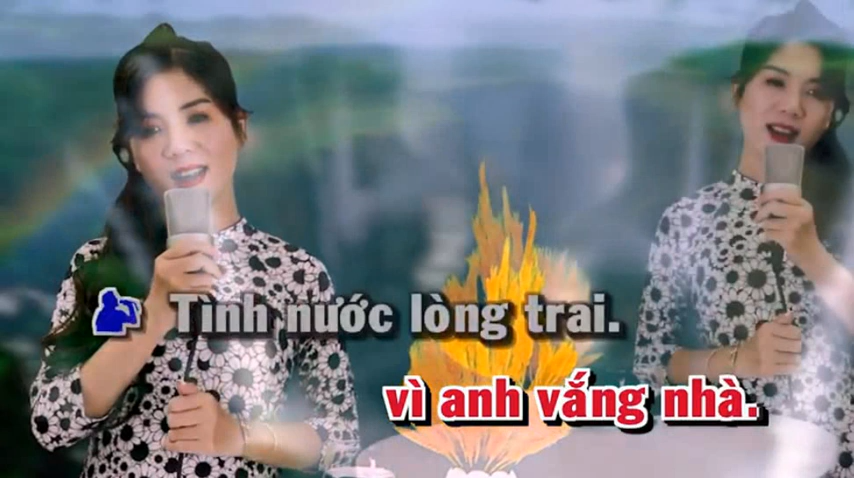 Tình nước lòng trai.
vì anh vắng nhà.